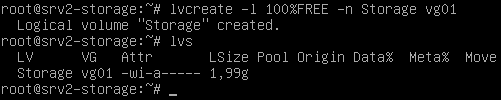 root@srv2-storage:~# lvcreate -l 100%FREE -n Storage vg01
  Logical volume "Storage" created.
root@srv2-storage:~# lvs
  LV      VG   Attr       LSize Pool Origin Data%  Meta%  Move
  Storage vg01 -wi-a----- 1,99g
root@srv2-storage:~# _